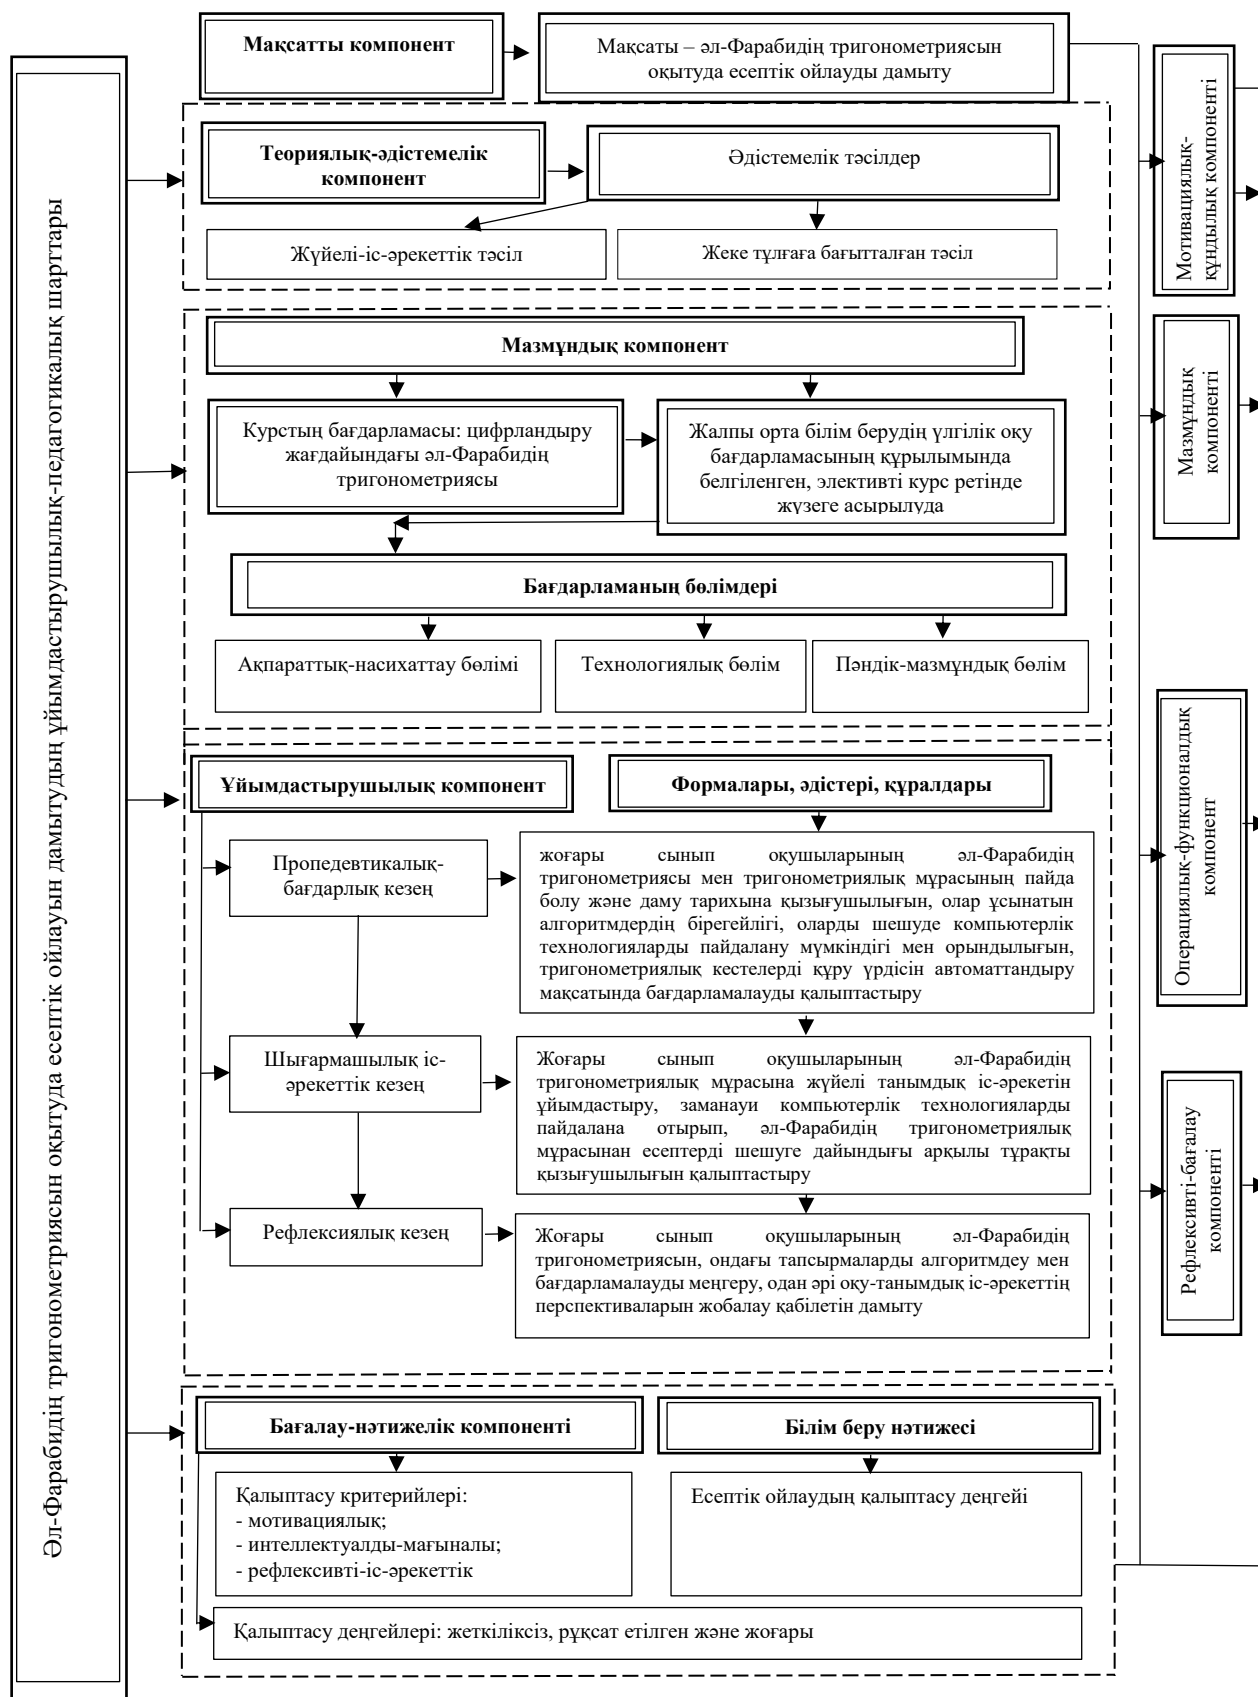 Әл-Фарабидің тригонометриясын оқытуда есептік ойлауын дамытудың ұйымдастырушылық-педагогикалық шарттары
Мақсатты компонент
Мақсаты – әл-Фарабидің тригонометриясын
оқытуда есептік ойлауды дамыту
Теориялық-әдістемелік
компонент
Әдістемелік тәсілдер
Жүйелі-іс-әрекеттік тәсіл
Жеке тұлғаға бағытталған тәсіл
Мазмұндық компонент
Курстың бағдарламасы: цифрландыру
жағдайындағы әл-Фарабидің
тригонометриясы
Жалпы орта білім берудің үлгілік оқу
бағдарламасының құрылымында
белгіленген, элективті курс ретінде
жүзеге асырылуда
Бағдарламаның бөлімдері
Ақпараттық-насихаттау бөлімі
Технологиялық бөлім
Пәндік-мазмұндық бөлім
Ұйымдастырушылық компонент
Формалары, әдістері, құралдары
Пропедевтикалық-
бағдарлық кезең
жоғары сынып оқушыларының әл-Фарабидің
тригонометриясы мен тригонометриялық мұрасының пайда
болу және даму тарихына қызығушылығын, олар ұсынатын
алгоритмдердің бірегейлігі, оларды шешуде компьютерлік
технологияларды пайдалану мүмкіндігі мен орындылығын,
тригонометриялық кестелерді құру үрдісін автоматтандыру
мақсатында бағдарламалауды қалыптастыру
Шығармашылық іс-
әрекеттік кезең
Жоғары сынып оқушыларының әл-Фарабидің
тригонометриялық мұрасына жүйелі танымдық іс-әрекетін
ұйымдастыру, заманауи компьютерлік технологияларды
пайдалана отырып, әл-Фарабидің тригонометриялық
мұрасынан есептерді шешуге дайындығы арқылы тұрақты
қызығушылығын қалыптастыру
Рефлексиялық кезең
Жоғары сынып оқушыларының әл-Фарабидің
тригонометриясын, ондағы тапсырмаларды алгоритмдеу мен
бағдарламалауды меңгеру, одан әрі оқу-танымдық іс-әрекеттің
перспективаларын жобалау қабілетін дамыту
Бағалау-нәтижелік компоненті
Білім беру нәтижесі
Қалыптасу критерийлері:
- мотивациялық;
- интеллектуалды-мағыналы;
- рефлексивті-іс-әрекеттік
Есептік ойлаудың қалыптасу деңгейі
Қалыптасу деңгейлері: жеткіліксіз, рұқсат етілген және жоғары
Мотивациялық-
құндылық компоненті
Мазмұндық
компоненті
Операциялық-функционалдық
компонент
Рефлексивті-бағалау
компоненті